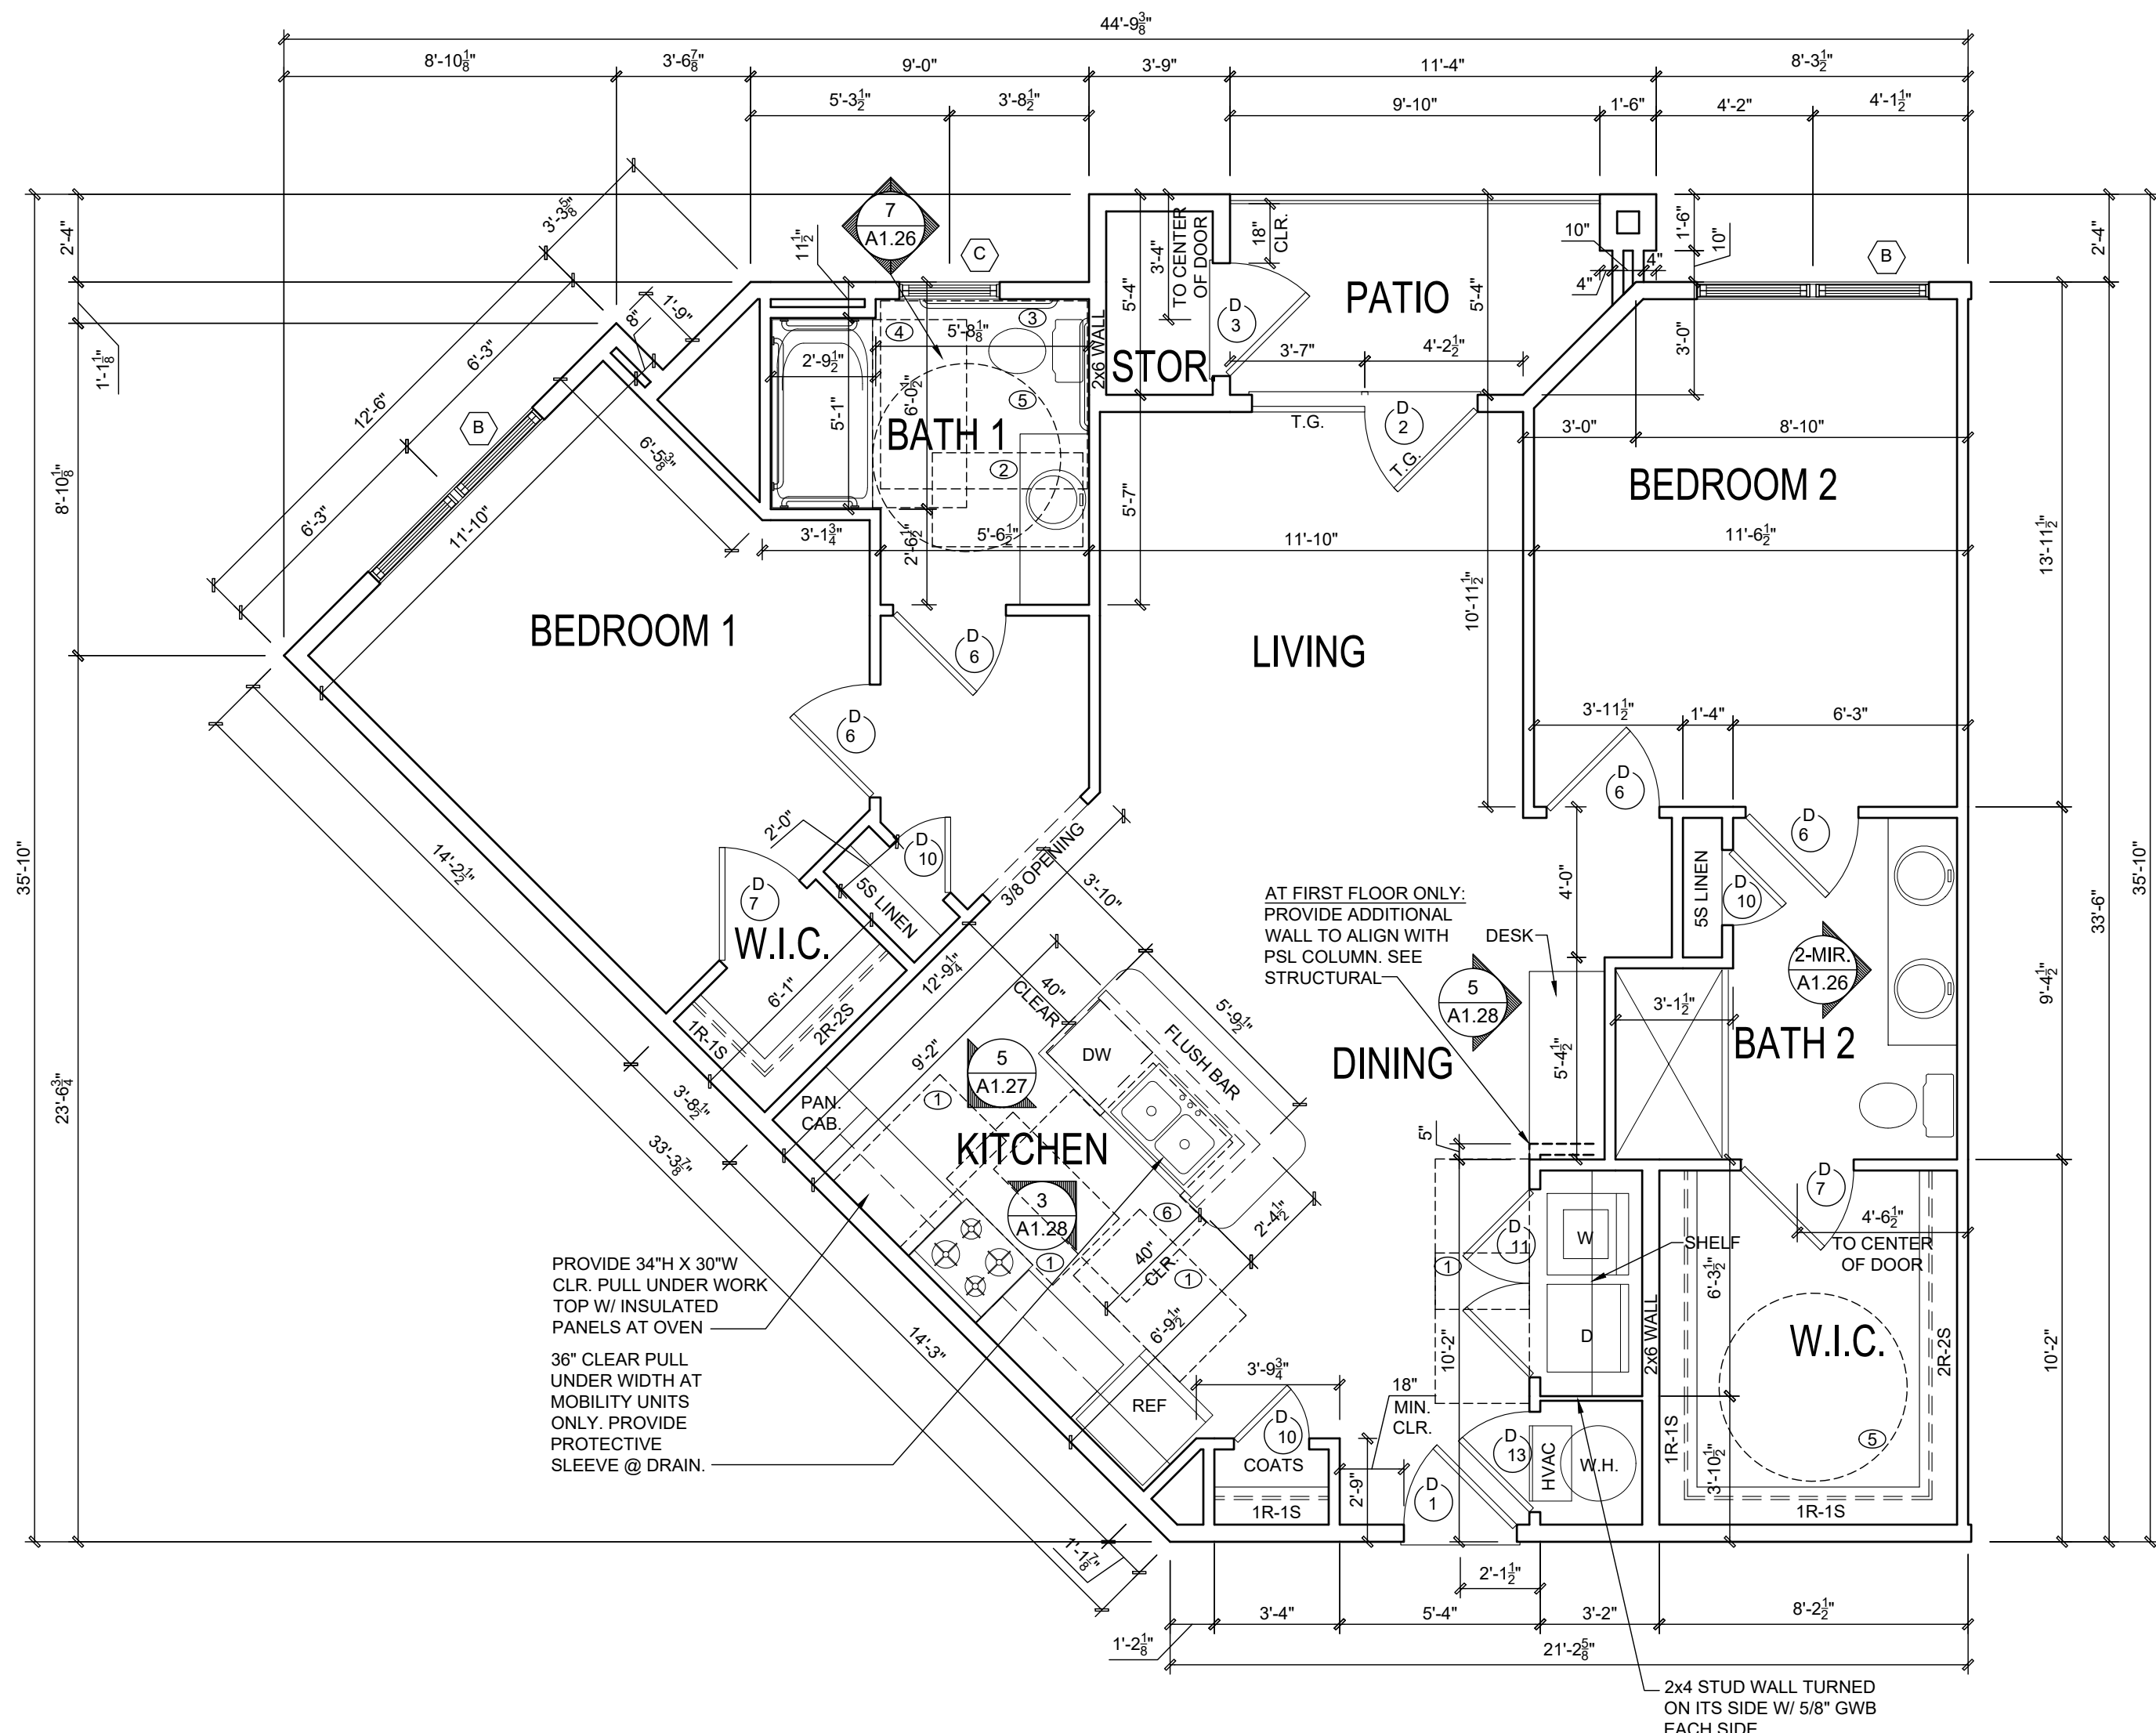 44'-9 3/8"
8'-10 1/8"
3'-6 7/8"
9'-0"
3'-9"
11'-4"
8'-3 1/2"
5'-3 1/2"
3'-8 1/2"
9'-10"
1'-6"
4'-2"
4'-1 1/2"
35'-10"
2'-4"
1'-1 1/8"
8'-10 1/8"
23'-6 3/4"
3'-3 5/8"
12'-6"
6'-3"
6'-3"
B
11'-10"
8"
1'-9"
6'-5 3/8"
11 1/2"
7
A1.26
C
4
3
5'-8 1/8"
2'-9 1/2"
5'-1"
6'-0 1/2"
5
BATH 1
2
3'-1 3/4"
2'-6 1/2"
5'-6 1/2"
2x6 WALL
5'-4"
3'-4"
TO CENTER
OF DOOR
18"
CLR.
STOR.
D
3
PATIO
5'-4"
3'-7"
4'-2 1/2"
T.G.
D
2
T.G.
5'-7"
10"
4"
4"
1'-6"
10"
B
3'-0"
3'-0"
8'-10"
BEDROOM 2
11'-10"
11'-6 1/2"
10'-11 1/2"
2'-4"
13'-11 1/2"
33'-6"
35'-10"
9'-4 1/2"
10'-2"
BEDROOM 1
D
6
D
6
LIVING
3'-11 1/2"
1'-4"
6'-3"
D
6
D
6
2'-0"
D
10
5S LINEN
D
7
W.I.C.
6'-1"
1R-1S
2R-2S
3/8 OPENING
3'-10"
12'-9 1/4"
14'-2 1/2"
3'-8 1/2"
33'-3 7/8"
14'-3"
1'-1 7/8"
AT FIRST FLOOR ONLY:
PROVIDE ADDITIONAL
WALL TO ALIGN WITH
PSL COLUMN. SEE
STRUCTURAL
DESK
5
A1.28
4'-0"
5S LINEN
D
10
2-MIR.
A1.26
3'-1 1/2"
BATH 2
5'-4 1/2"
DINING
5"
40"
CLEAR
5'-9 1/2"
9'-2"
DW
FLUSH BAR
5
A1.27
1
PAN.
CAB.
KITCHEN
3
A1.28
1
6
2'-4 1/2"
40"
CLR.
1
6'-9 1/2"
REF
PROVIDE 34"H X 30"W
CLR. PULL UNDER WORK
TOP W/ INSULATED
PANELS AT OVEN
36" CLEAR PULL
UNDER WIDTH AT
MOBILITY UNITS
ONLY. PROVIDE
PROTECTIVE
SLEEVE @ DRAIN.
3'-9 3/4"
D
10
COATS
1R-1S
2'-9"
18"
MIN.
CLR.
D
1
1
10'-2"
D
11
W
D
SHELF
D
13
HVAC
W.H.
2x6 WALL
D
7
4'-6 1/2"
TO CENTER
OF DOOR
6'-3 1/2"
W.I.C.
2R-2S
5
1R-1S
3'-10 1/2"
1R-1S
2'-1 1/2"
1'-2 1/8"
3'-4"
5'-4"
3'-2"
8'-2 1/2"
21'-2 5/8"
2x4 STUD WALL TURNED
ON ITS SIDE W/ 5/8" GWB
EACH SIDE